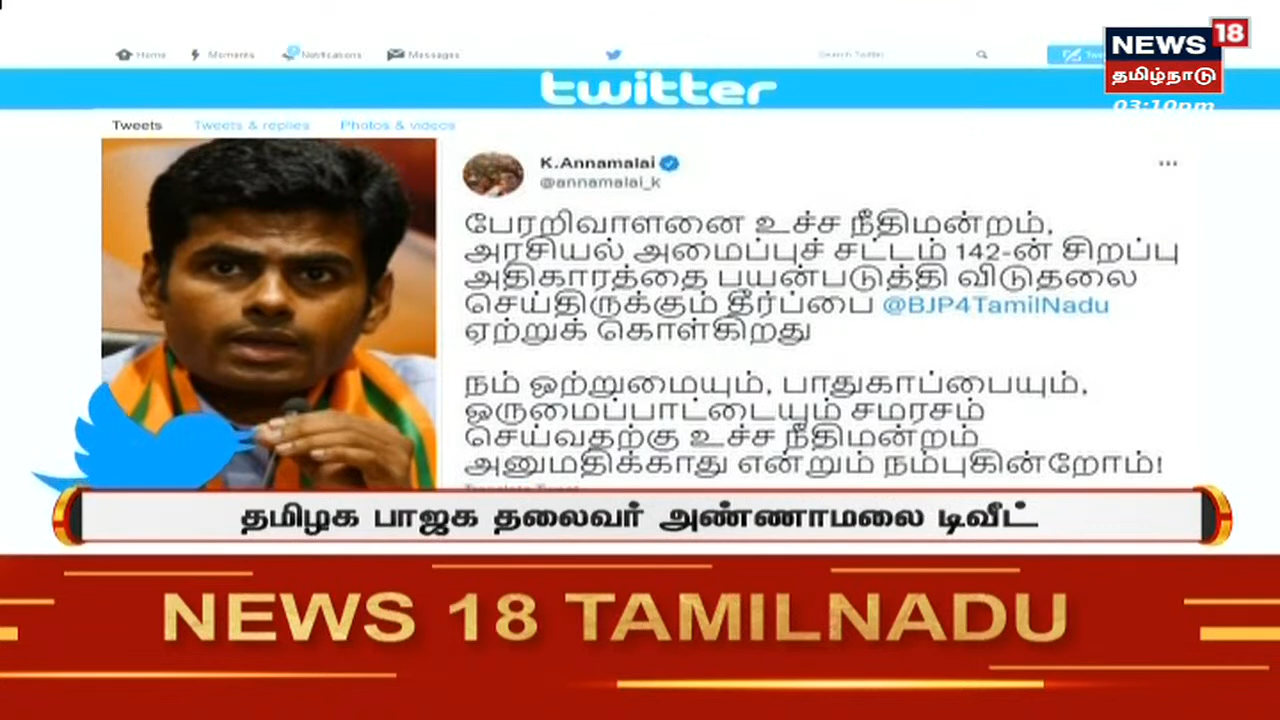 Home Moments Notifications Messages Search Twitter
NEWS 18
தமிழ்நாடு
03:10pm
twitter
Tweets Tweets & replies Photos & videos
K.Annamalai
@annamalai_k
பேரறிவாளனை உச்ச நீதிமன்றம்,
அரசியல் அமைப்புச் சட்டம் 142-ன் சிறப்பு
அதிகாரத்தை பயன்படுத்தி விடுதலை
செய்திருக்கும் தீர்ப்பை @BJP4TamilNadu
ஏற்றுக் கொள்கிறது
நம் ஒற்றுமையும், பாதுகாப்பையும்,
ஒருமைப்பாட்டையும் சமரசம்
செய்வதற்கு உச்ச நீதிமன்றம்
அனுமதிக்காது என்றும் நம்புகின்றோம்!
தமிழக பாஜக தலைவர் அண்ணாமலை டிவீட்
NEWS 18 TAMILNADU